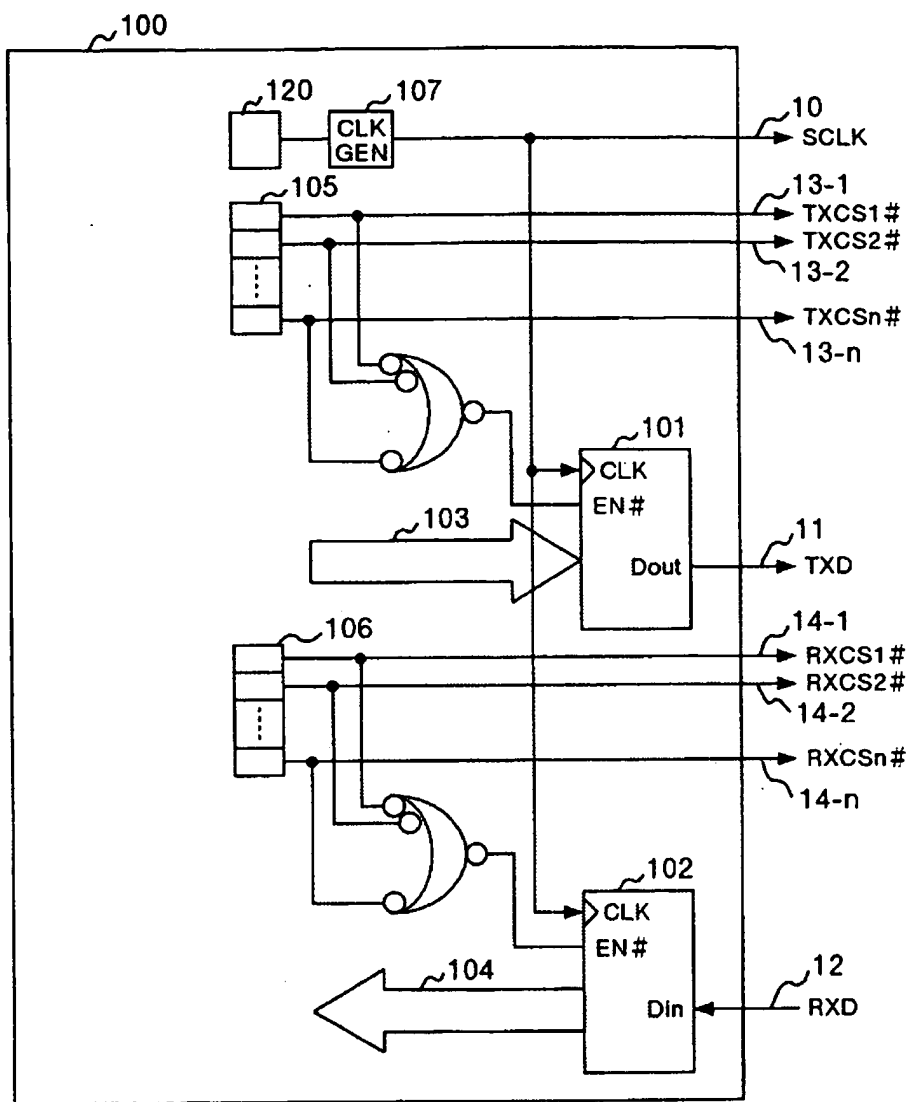 100
120
107
10
CLK
GEN
SCLK
105
13-1
TXCS1#
TXCS2#
13-2
TXCSn#
13-n
101
CLK
EN#
103
11
Dout
TXD
106
14-1
RXCS1#
RXCS2#
14-2
RXCSn#
14-n
102
CLK
EN#
104
12
Din
RXD